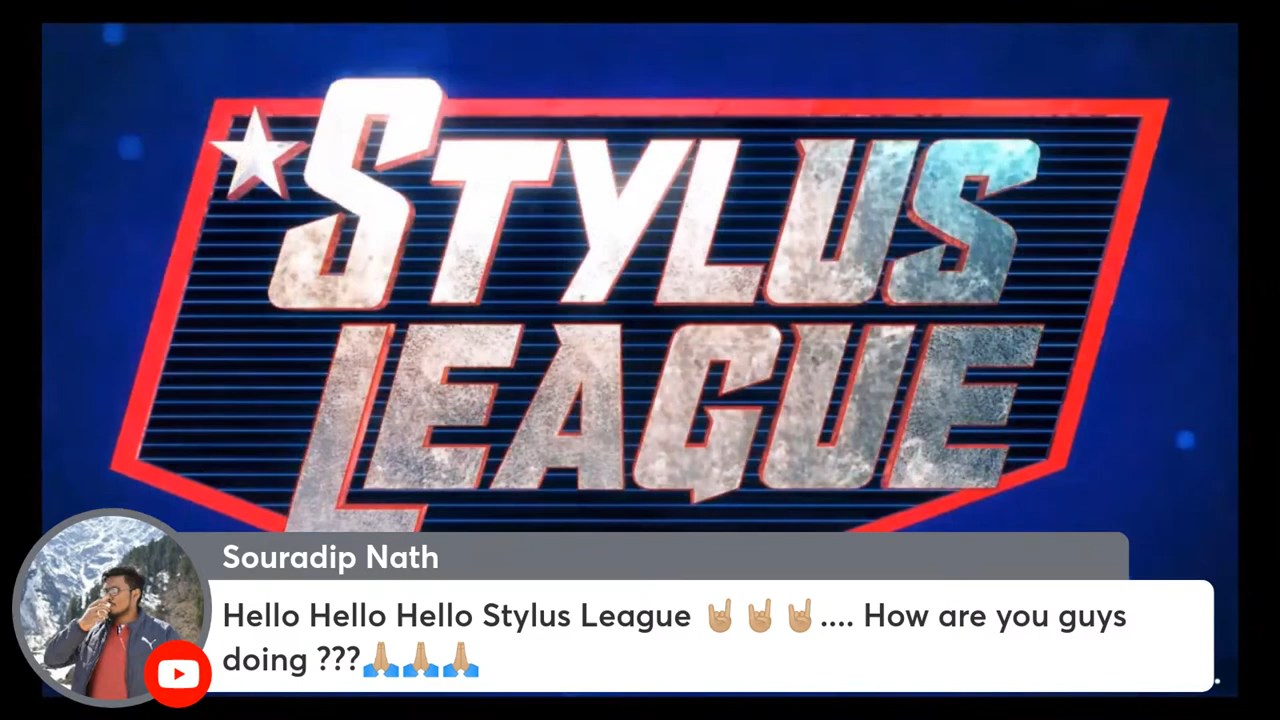 STYLUS
LEAGUE
Souradip Nath
Hello Hello Hello Stylus League 🤘🏼🤘🏼🤘🏼.... How are you guys
doing ???🙏🏼🙏🏼🙏🏼